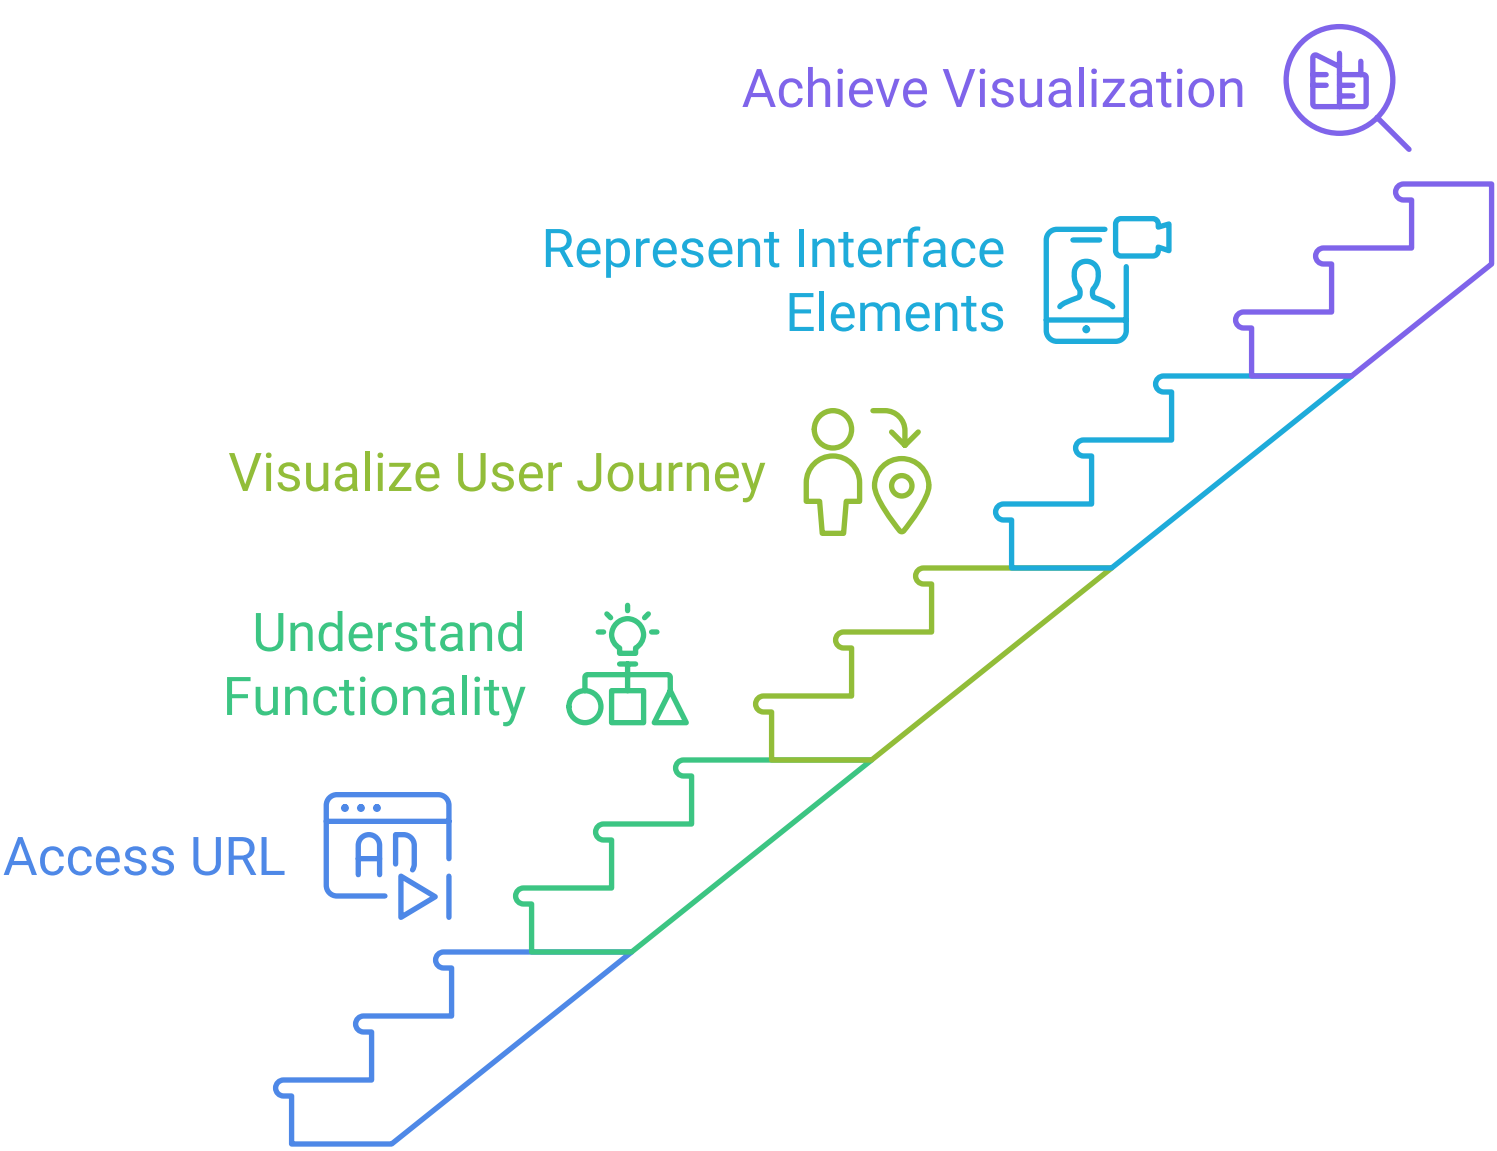 Achieve Visualization
Represent Interface
Elements
Visualize User Journey
Understand
Functionality
Access URL